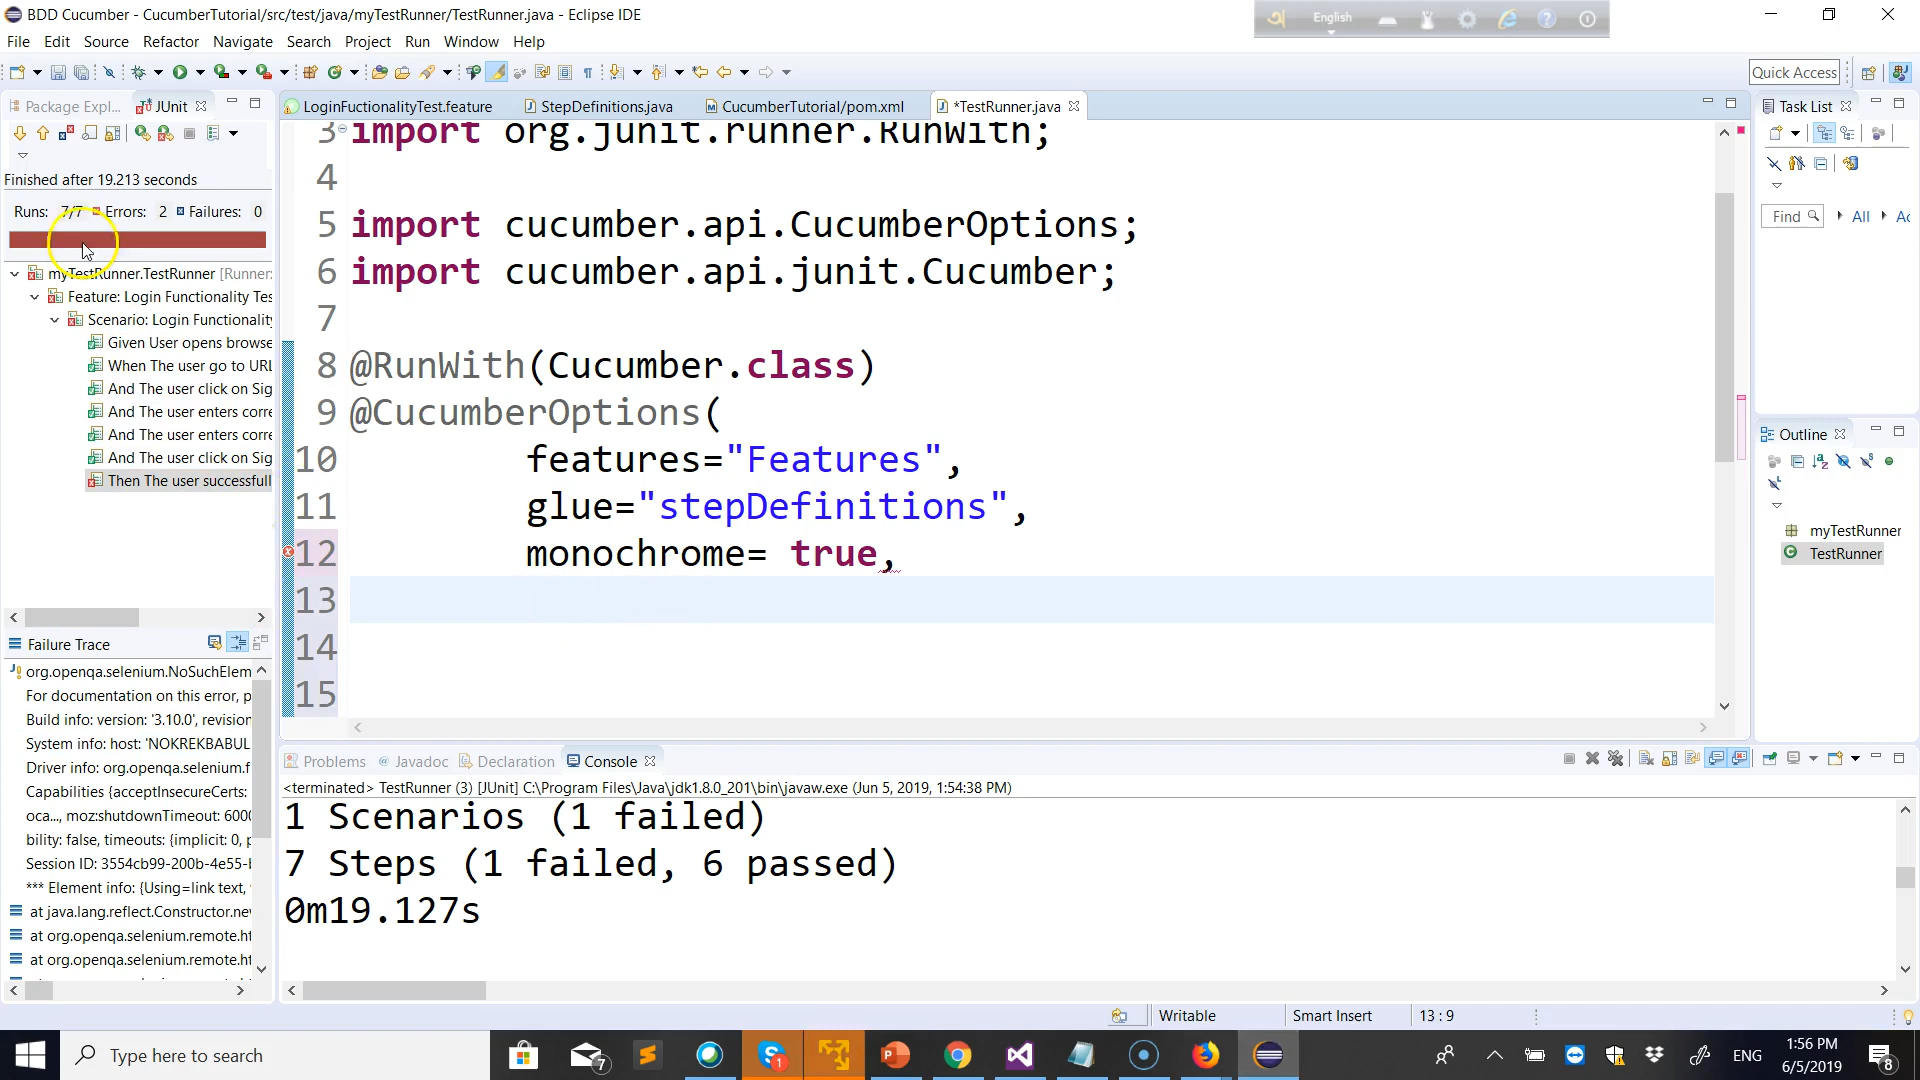 BDD Cucumber - CucumberTutorial/src/test/java/myTestRunner/TestRunner.java - Eclipse IDE
English
File Edit Source Refactor Navigate Search Project Run Window Help
Quick Access
Package Expl...
JUnit
LoginFuctionalityTest.feature
StepDefinitions.java
CucumberTutorial/pom.xml
*TestRunner.java
Task List
Finished after 19.213 seconds
Runs: 7/7 Errors: 2 Failures: 0
myTestRunner.TestRunner [Runner:
Feature: Login Functionality Tes
Scenario: Login Functionality
Given User opens browse
When The user go to URL
And The user click on Sig
And The user enters corre
And The user enters corre
And The user click on Sig
Then The user successfull
3 import org.junit.runner.RunWith;
4
5 import cucumber.api.CucumberOptions;
6 import cucumber.api.junit.Cucumber;
7
8 @RunWith(Cucumber.class)
9 @CucumberOptions(
10 features="Features",
11 glue="stepDefinitions",
12 monochrome= true,
13
14
15
Find All Ac
Outline
myTestRunner
TestRunner
Failure Trace
org.openqa.selenium.NoSuchElem
For documentation on this error, p
Build info: version: '3.10.0', revision
System info: host: 'NOKREKBABUL
Driver info: org.openqa.selenium.f
Capabilities {acceptInsecureCerts:
oca..., moz:shutdownTimeout: 6000
bility: false, timeouts: {implicit: 0, p
Session ID: 3554cb99-200b-4e55-b
*** Element info: {Using=link text,
at java.lang.reflect.Constructor.nev
at org.openqa.selenium.remote.ht
at org.openqa.selenium.remote.ht
Problems
@ Javadoc
Declaration
Console
<terminated> TestRunner (3) [JUnit] C:\Program Files\Java\jdk1.8.0_201\bin\javaw.exe (Jun 5, 2019, 1:54:38 PM)
1 Scenarios (1 failed)
7 Steps (1 failed, 6 passed)
0m19.127s
Writable
Smart Insert
13 : 9
Type here to search
7
1
ENG
1:56 PM
6/5/2019
8